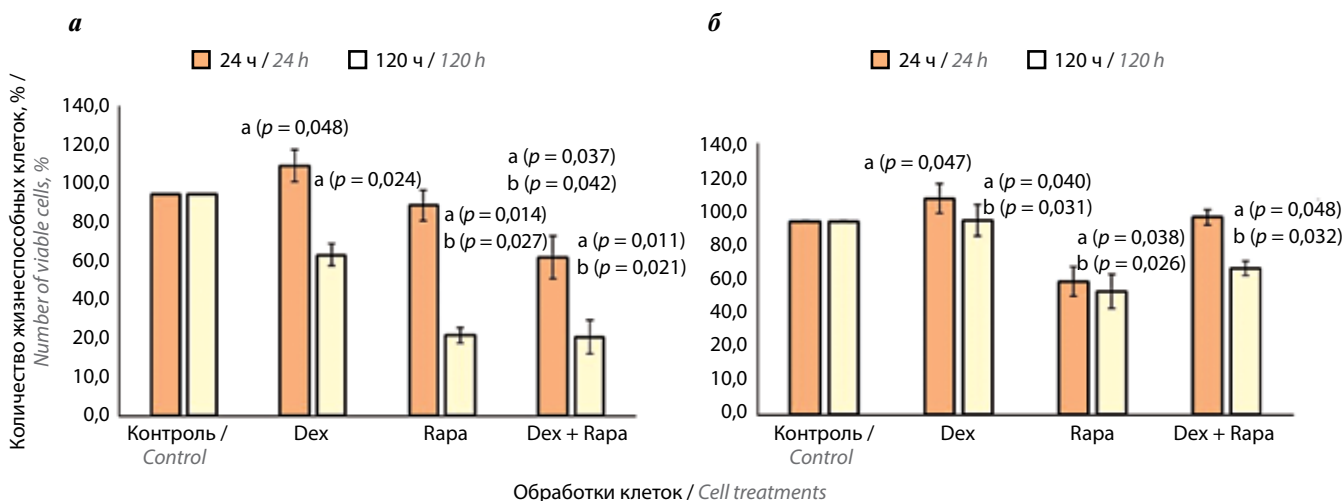 а
б
24 ч / 24 h 120 ч / 120 h
24 ч / 24 h 120 ч / 120 h
Количество жизнеспособных клеток, % /
Number of viable cells, %
140,0
120,0
100,0
80,0
60,0
20,0
10,0
0,0
a (p = 0,048)
a (p = 0,024)
a (p = 0,014)
b (p = 0,027)
a (p = 0,037)
b (p = 0,042)
a (p = 0,011)
b (p = 0,021)
Контроль /
Control
Dex
Rapa
Dex + Rapa
140,0
120,0
100,0
80,0
60,0
40,0
10,0
0,0
a (p = 0,047)
a (p = 0,040)
b (p = 0,031)
a (p = 0,038)
b (p = 0,026)
a (p = 0,048)
b (p = 0,032)
Контроль /
Control
Dex
Rapa
Dex + Rapa
Обработки клеток / Cell treatments